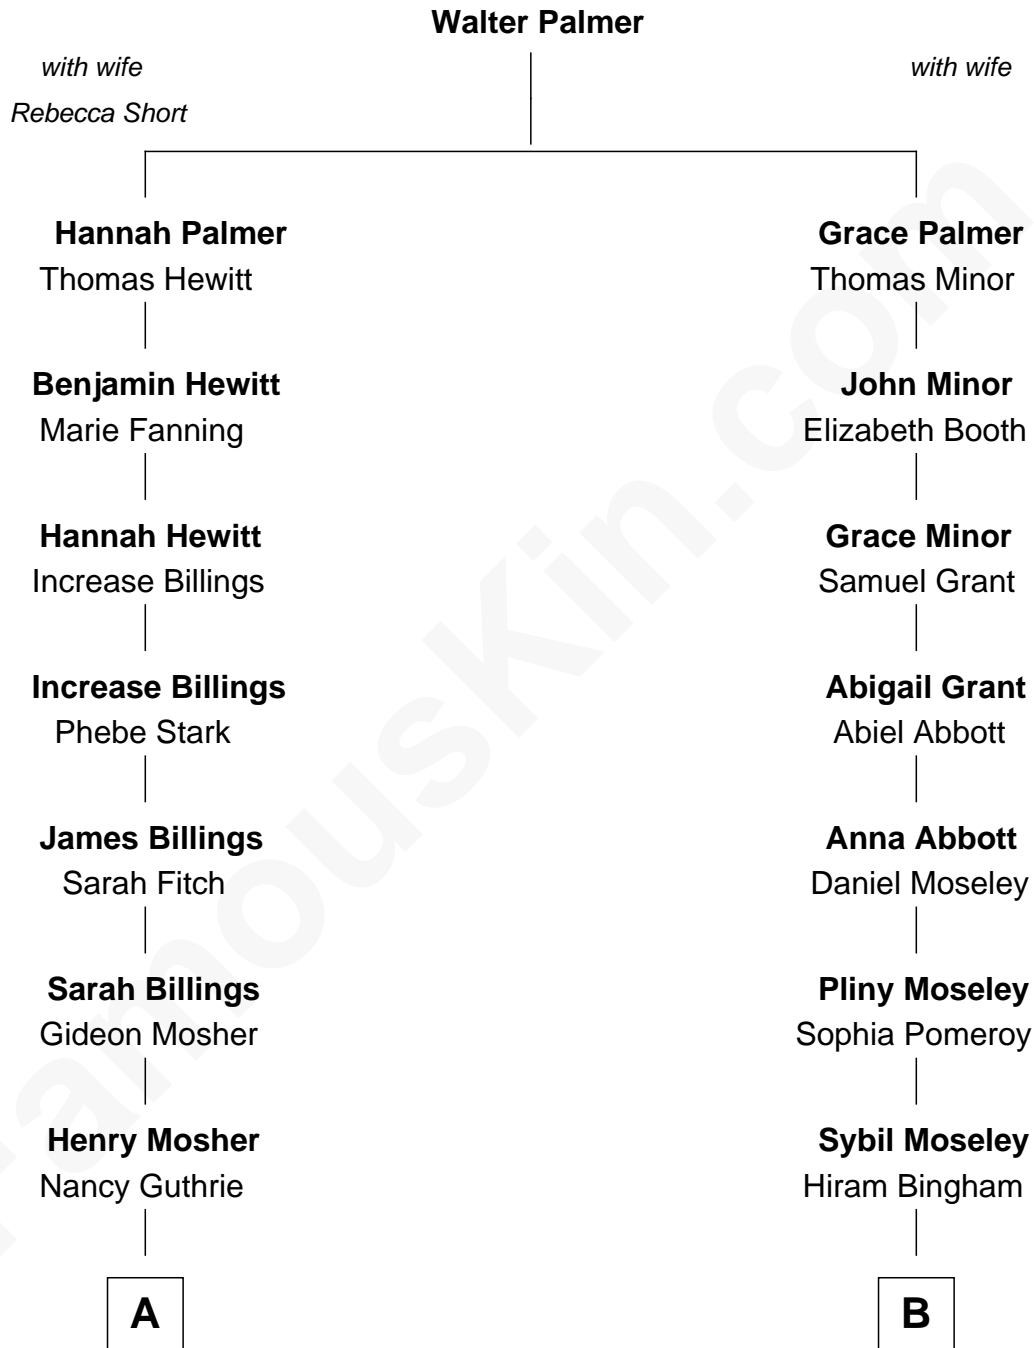 Walter Palmer
with wife
Rebecca Short
with wife
Hannah Palmer
Thomas Hewitt
Grace Palmer
Thomas Minor
Benjamin Hewitt
Marie Fanning
John Minor
Elizabeth Booth
Hannah Hewitt
Increase Billings
Grace Minor
Samuel Grant
Increase Billings
Phebe Stark
Abigail Grant
Abiel Abbott
James Billings
Sarah Fitch
Anna Abbott
Daniel Moseley
Sarah Billings
Gideon Mosher
Pliny Moseley
Sophia Pomeroy
Henry Mosher
Nancy Guthrie
Sybil Moseley
Hiram Bingham
A
B
FamousKin.com